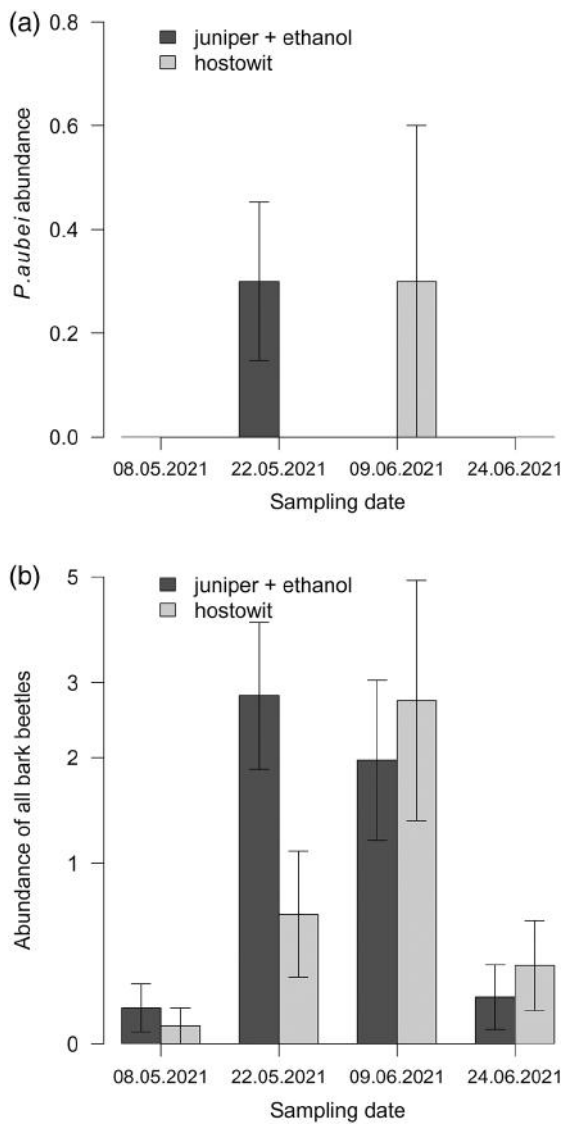 (a)
0.8
juniper + ethanol
hostowit
0.6
0.4
0.2
0.0
P.aubei abundance
08.05.2021 22.05.2021 09.06.2021 24.06.2021
Sampling date
(b)
5
juniper + ethanol
hostowit
3
2
1
0
Abundance of all bark beetles
08.05.2021 22.05.2021 09.06.2021 24.06.2021
Sampling date